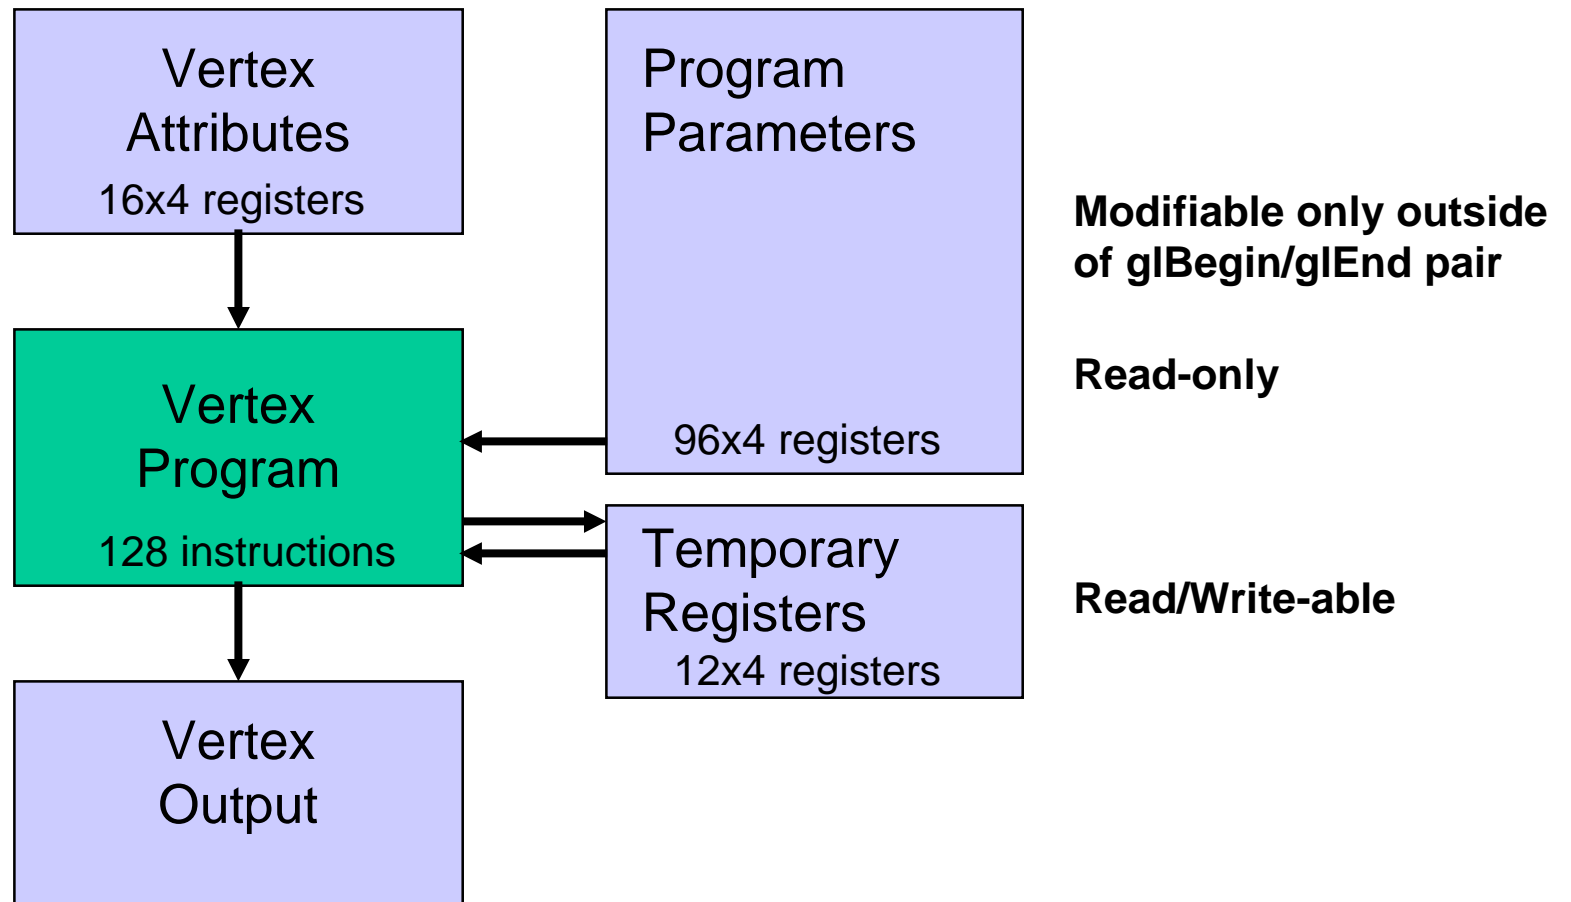 Vertex
Attributes
16x4 registers
Program
Parameters
96x4 registers
Modifiable only outside
of glBegin/glEnd pair
Read-only
Vertex
Program
128 instructions
Temporary
Registers
12x4 registers
Read/Write-able
Vertex
Output